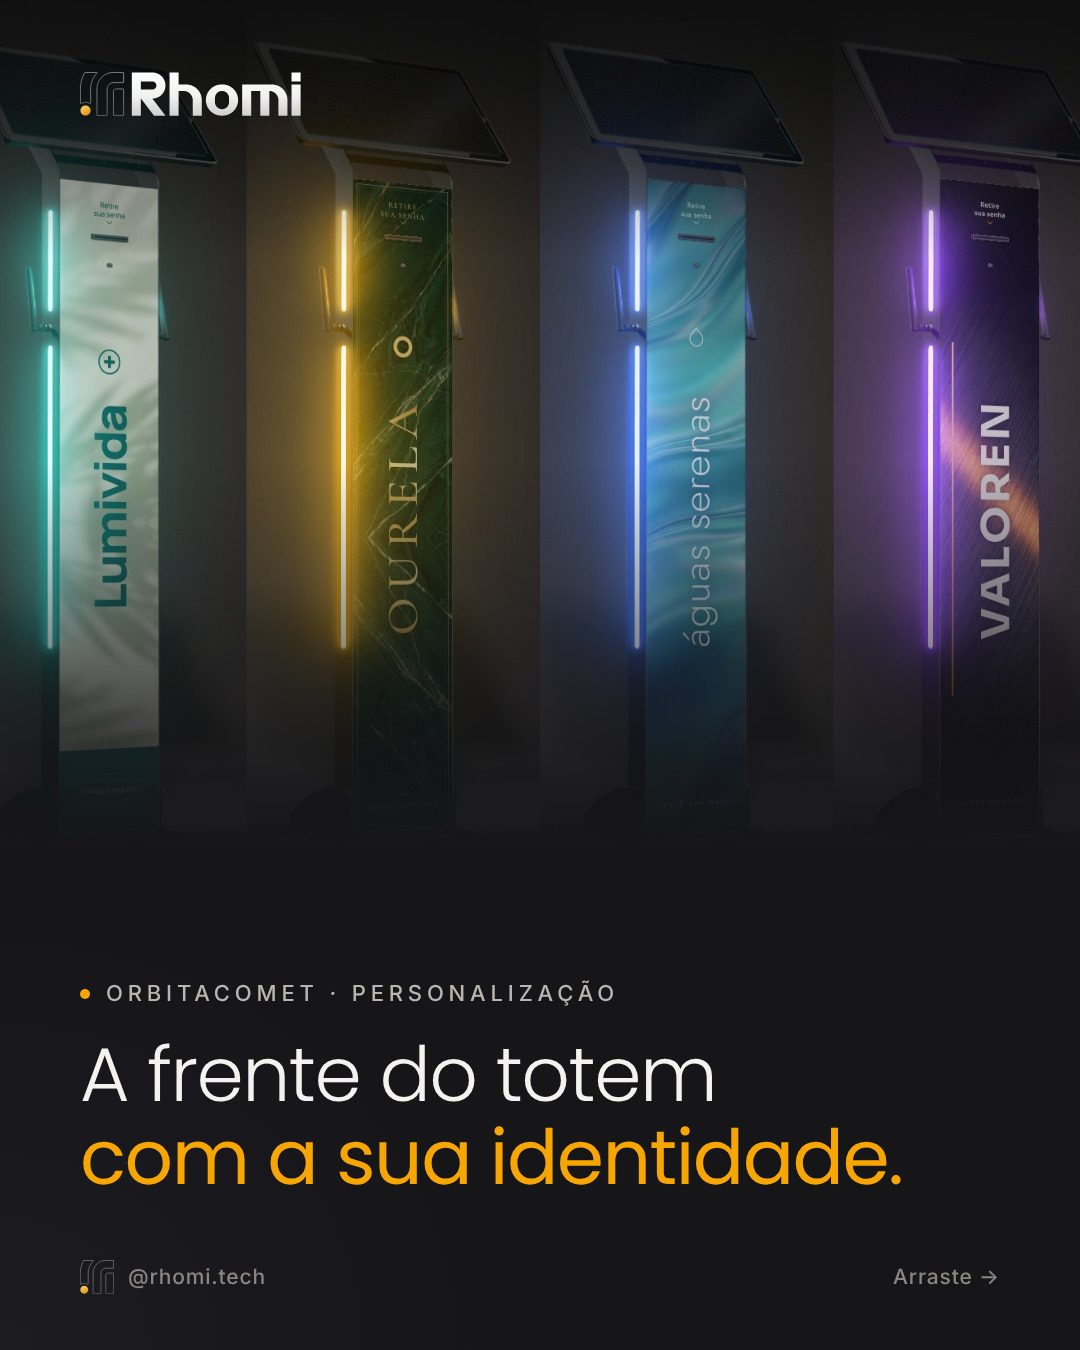 Rhomi
Retire
sua senha
Lumivida
RETIRE
SUA SENHA
OURELA
Retire
sua senha
águas serenas
Retire
sua senha
VALOREN
ORBITACOMET · PERSONALIZAÇÃO
A frente do totem
com a sua identidade.
@rhomi.tech
Arraste →